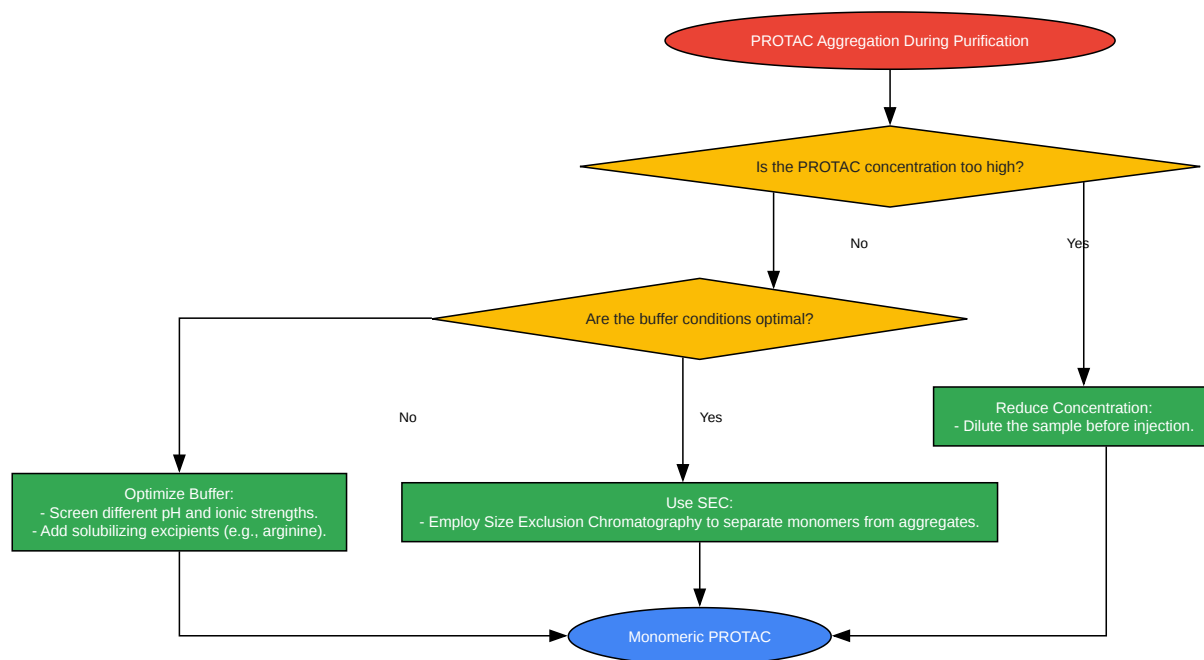 PROTAC Aggregation During Purification
Is the PROTAC concentration too high?
No
Yes
Are the buffer conditions optimal?
No
Yes
Reduce Concentration:
- Dilute the sample before injection.
Optimize Buffer:
- Screen different pH and ionic strengths.
- Add solubilizing excipients (e.g., arginine).
Use SEC:
- Employ Size Exclusion Chromatography to separate monomers from aggregates.
Monomeric PROTAC